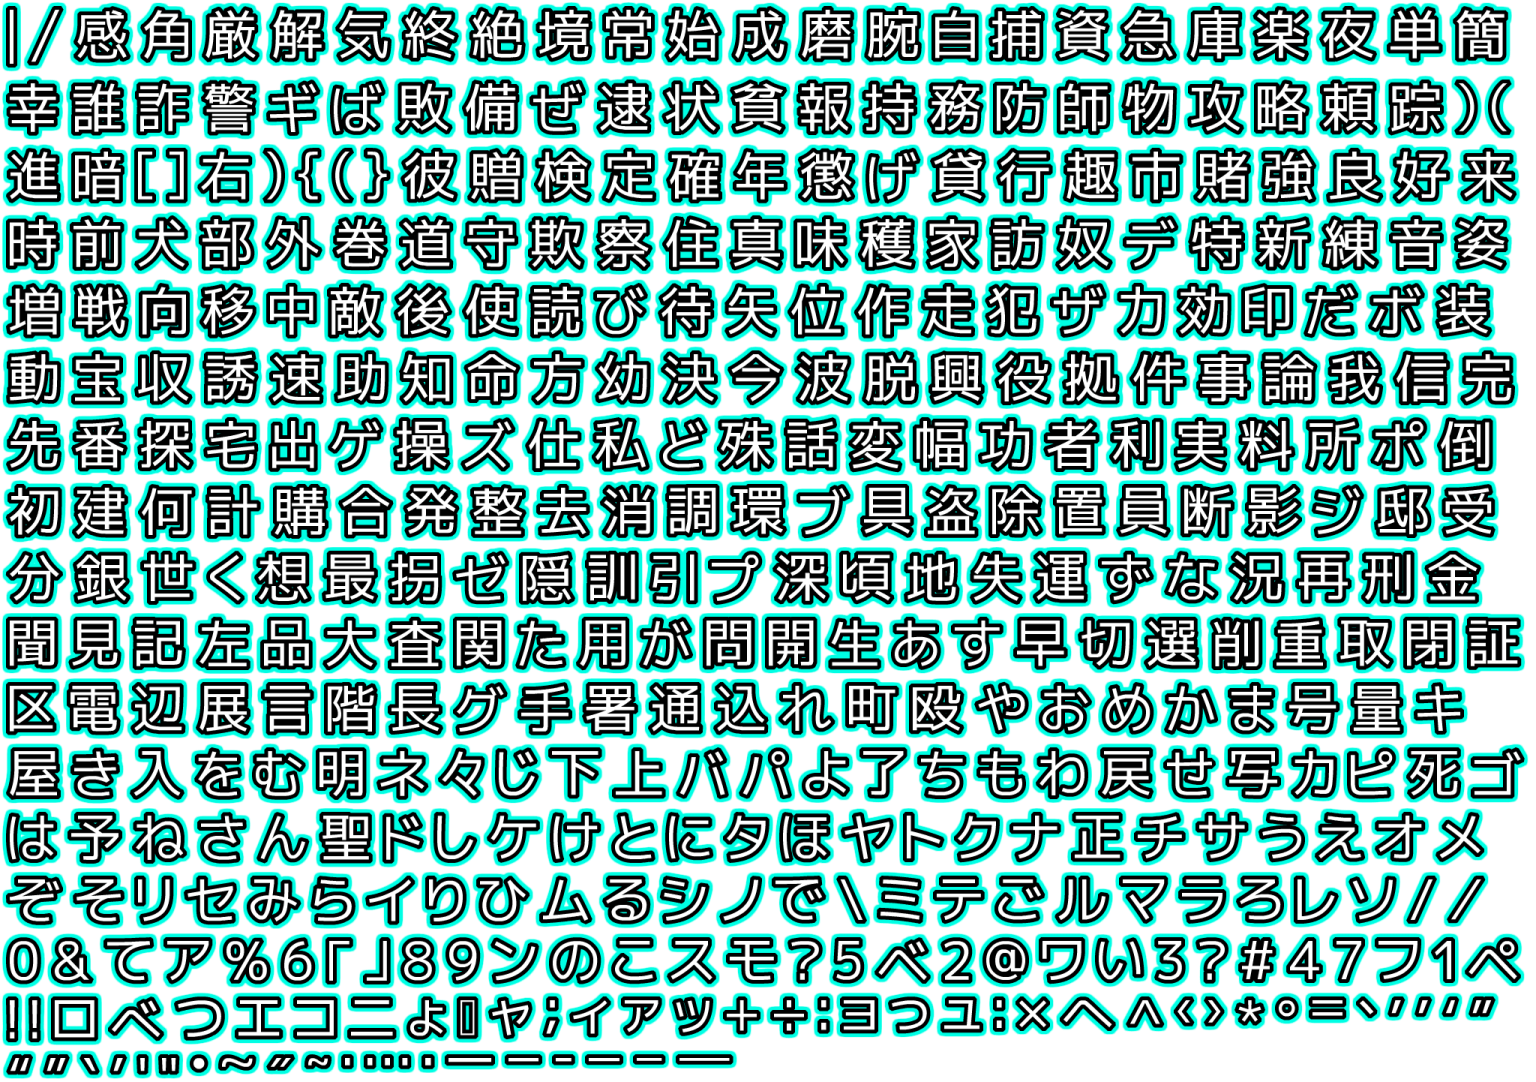 |/感角厳解気終絶境常始成磨腕自捕資急庫楽夜単簡
幸誰詐警ギば敗備ぜ逮状貧報持務防師物攻略頼踪)(
進暗[]右){(}彼贈検定確年懲げ貸行趣市賭強良好来
時前犬部外巻道守欺察住真味穫家訪奴デ特新練音姿
増戦向移中敵後使読び待矢位作走犯ザ力効印だボ装
動宝収誘速助知命方幼決今波脱興役拠件事論我信完
先番探宅出ゲ操ズ仕私ど殊話変幅功者利実料所ポ倒
初建何計購合発整去消調環ブ具盗除置員断影ジ邸受
分銀世く想最拐ゼ隠訓引プ深頃地失運ずな況再刑金
聞見記左品大査関た用が問開生あす早切選削重取閉証
区電辺展言階長グ手署通込れ町殴やおめかま号量キ
屋き入をむ明ネ々じ下上バパよ了ちもわ戻せ写カピ死ゴ
は予ねさん聖ドしケけとにタほヤトクナ正チサうえオメ
ぞそリセみらイりひムるシノで\ミテごルマラろレソ//
0&てア%6「」89ンのこスモ?5べ2@ワい3?#47フ1ペ
!!ロベつエコニょャ;ィァッ+÷:ヨっユ:×へ^‹›*°=ヽ′′‘″
″〃ヽ′'"・~〃~·¨¨·ー—-—–—